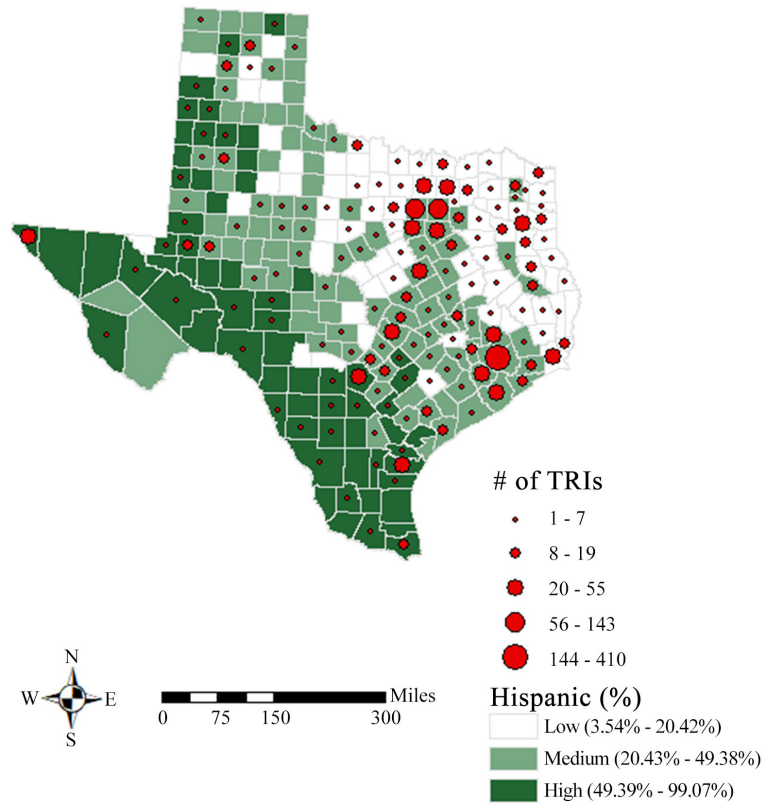 # of TRIs
1 - 7
8 - 19
20 - 55
56 - 143
144 - 410
N
W E
S
Miles
0 75 150 300
Hispanic (%)
Low (3.54% - 20.42%)
Medium (20.43% - 49.38%)
High (49.39% - 99.07%)